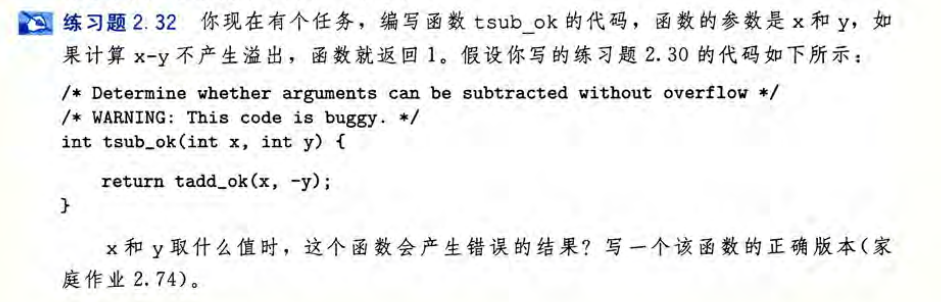 练习题 2.32 你现在有个任务，编写函数 tsub_ok 的代码，函数的参数是 x 和 y，如
果计算 x-y 不产生溢出，函数就返回 1。假设你写的练习题 2.30 的代码如下所示：
/* Determine whether arguments can be subtracted without overflow */
/* WARNING: This code is buggy. */
int tsub_ok(int x, int y) {
    return tadd_ok(x, -y);
}
x 和 y 取什么值时，这个函数会产生错误的结果？写一个该函数的正确版本(家
庭作业 2.74)。